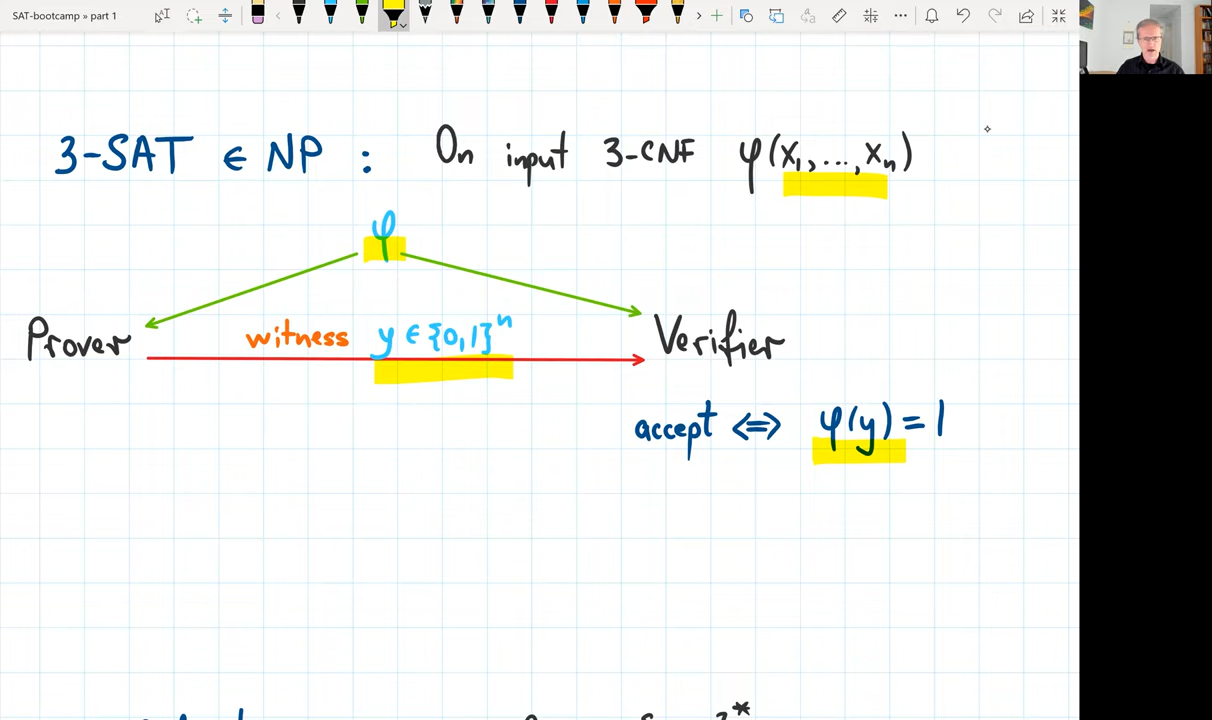 SAT-bootcamp » part 1
3-SAT ∈ NP : On input 3-CNF φ(x₁,...,xₙ)
φ
Prover witness y ∈ {0,1}ⁿ Verifier
accept ⇔ φ(y) = 1